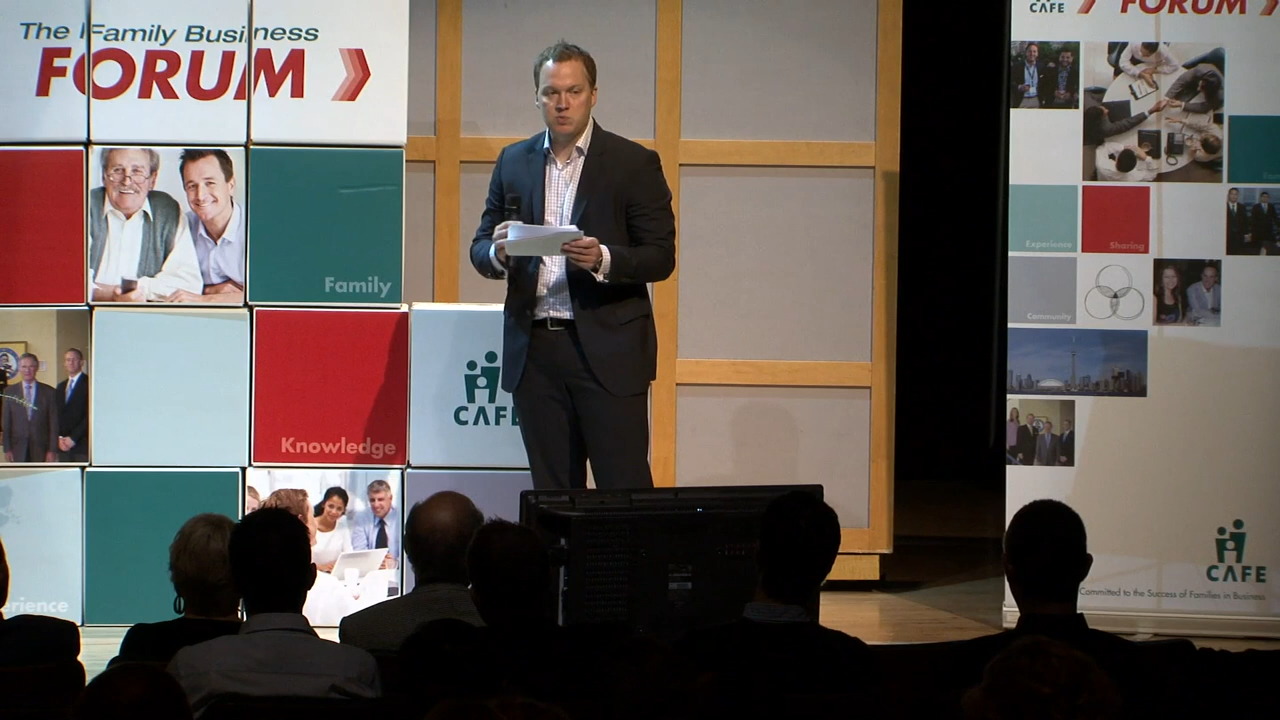 The Family Business
FORUM
Family
Knowledge
CAFE
erience
CAFE
FORUM
Experience
Sharing
Community
CAFE
Committed to the Success of Families in Business